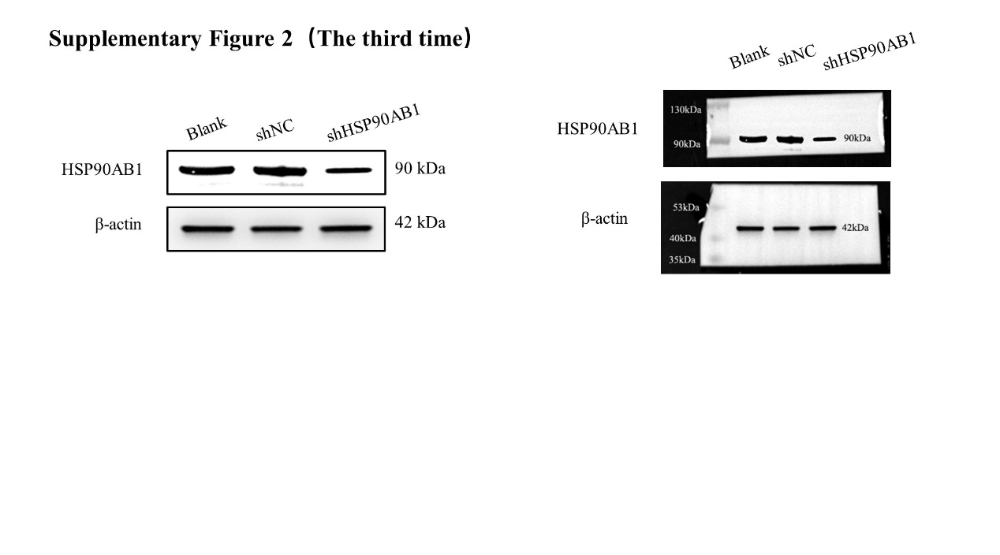 Supplementary Figure 2（The third time）
Blank shNC shHSP90AB1
HSP90AB1 90 kDa
β-actin 42 kDa
Blank shNC shHSP90AB1
HSP90AB1
130kDa
90kDa 90kDa
β-actin
53kDa
42kDa
40kDa
35kDa